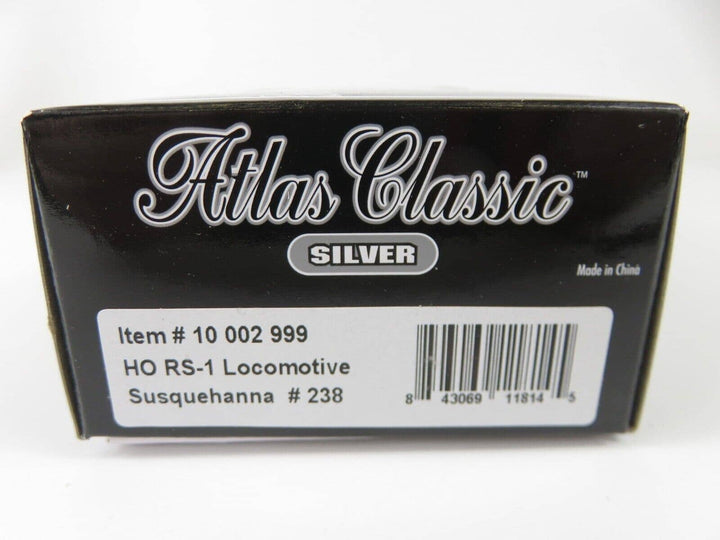 Atlas Classic™
SILVER
Made in China
Item # 10 002 999
HO RS-1 Locomotive
Susquehanna # 238
8 43069 11814 5